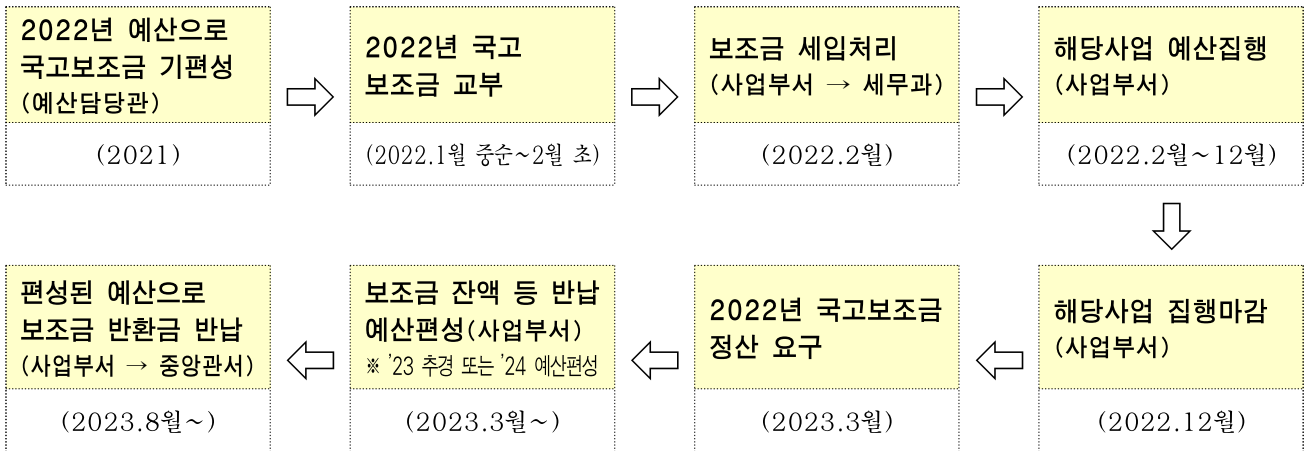 2022년 예산으로
국고보조금 기편성
(예산담당관)
(2021)
2022년 국고
보조금 교부
(2022.1월 중순~2월 초)
보조금 세입처리
(사업부서 → 세무과)
(2022.2월)
해당사업 예산집행
(사업부서)
(2022.2월~12월)
해당사업 집행마감
(사업부서)
(2022.12월)
2022년 국고보조금
정산 요구
(2023.3월)
보조금 잔액 등 반납
예산편성(사업부서)
※ '23 추경 또는 '24 예산편성
(2023.3월~)
편성된 예산으로
보조금 반환금 반납
(사업부서 → 중앙관서)
(2023.8월~)